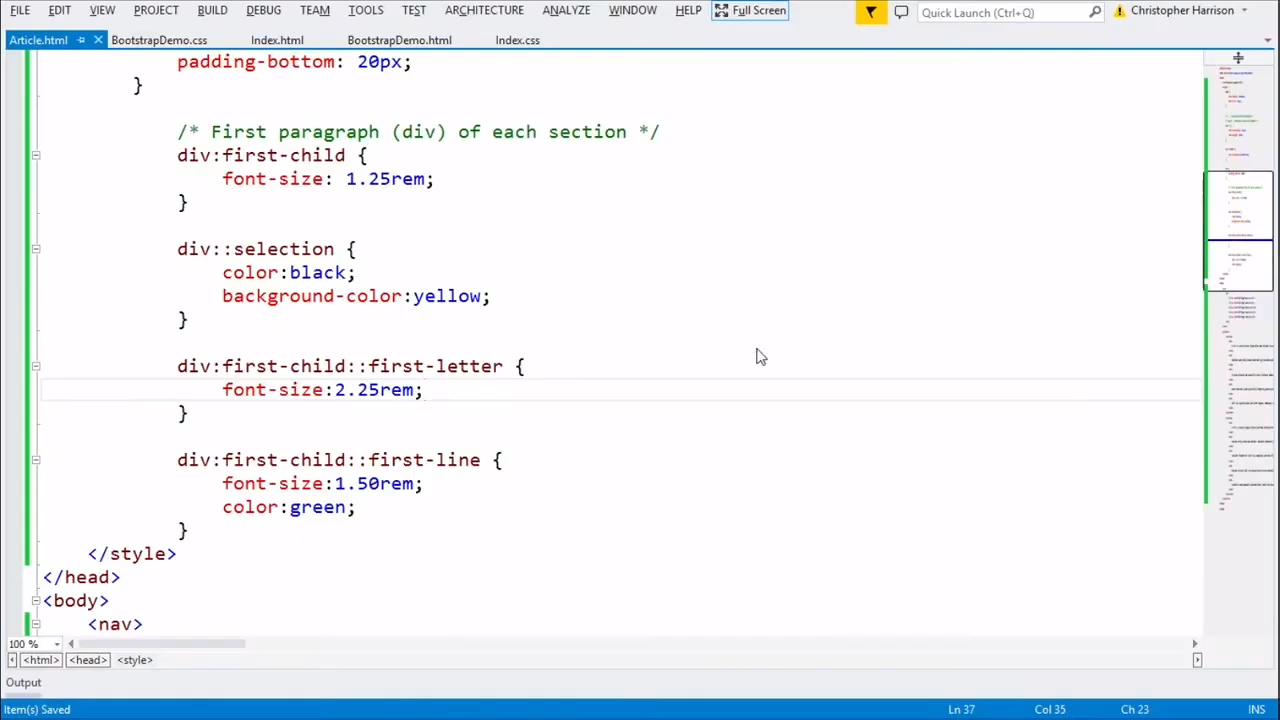 FILE EDIT VIEW PROJECT BUILD DEBUG TEAM TOOLS TEST ARCHITECTURE ANALYZE WINDOW HELP Full Screen Quick Launch (Ctrl+Q) Christopher Harrison
Article.html BootstrapDemo.css Index.html BootstrapDemo.html Index.css
padding-bottom: 20px;
}
/* First paragraph (div) of each section */
div:first-child {
font-size: 1.25rem;
}
div::selection {
color:black;
background-color:yellow;
}
div:first-child::first-letter {
font-size:2.25rem;
}
div:first-child::first-line {
font-size:1.50rem;
color:green;
}
</style>
</head>
<body>
<nav>
100 %
<html> <head> <style>
Output
Item(s) Saved Ln 37 Col 35 Ch 23 INS